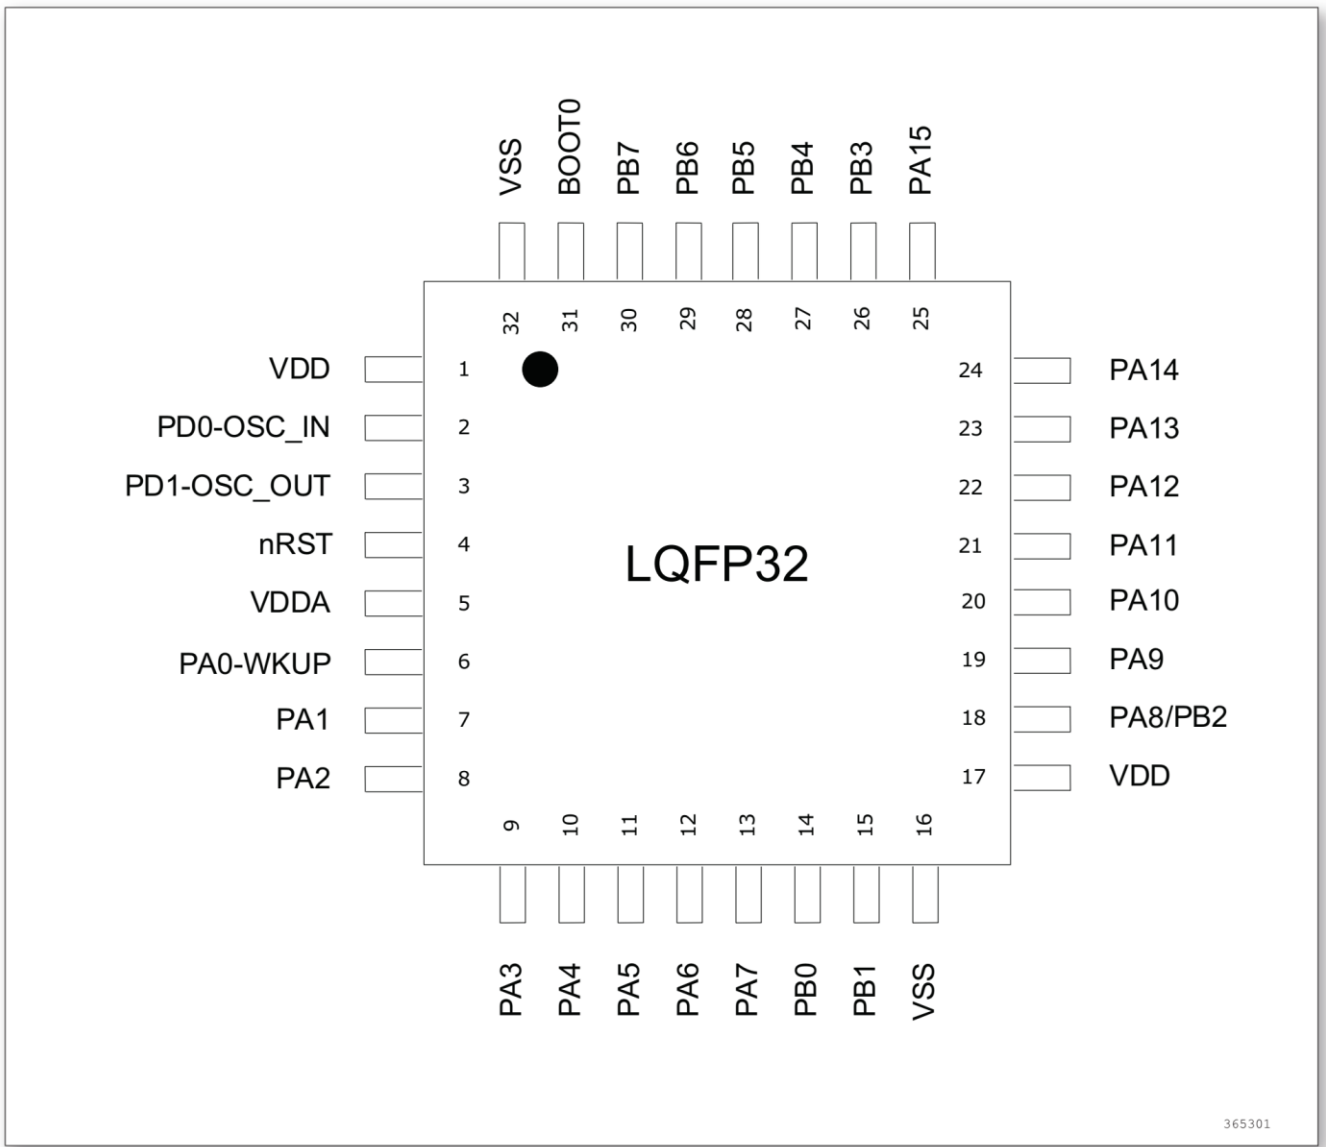 VSS
BOOT0
PB7
PB6
PB5
PB4
PB3
PA15
32
31
30
29
28
27
26
25
VDD 1
PD0-OSC_IN 2
PD1-OSC_OUT 3
nRST 4
VDDA 5
PA0-WKUP 6
PA1 7
PA2 8
LQFP32
24 PA14
23 PA13
22 PA12
21 PA11
20 PA10
19 PA9
18 PA8/PB2
17 VDD
9
10
11
12
13
14
15
16
PA3
PA4
PA5
PA6
PA7
PB0
PB1
VSS
365301